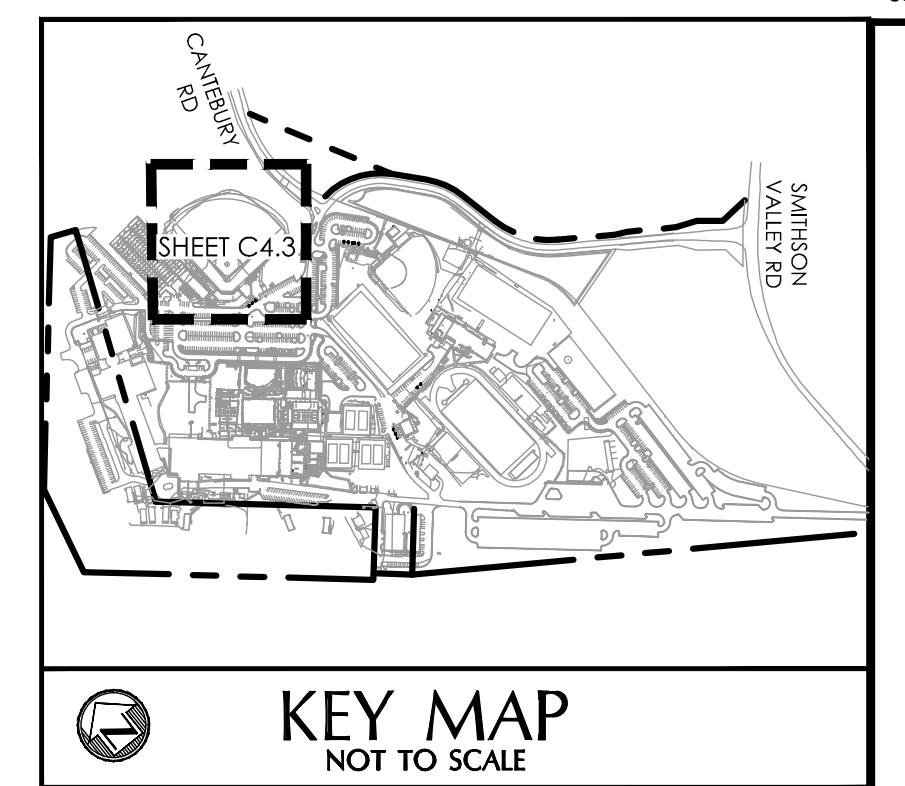 CANTEBURY
RD
SHEET C4.3
SMITHSON
VALLEY RD
N
KEY MAP
NOT TO SCALE